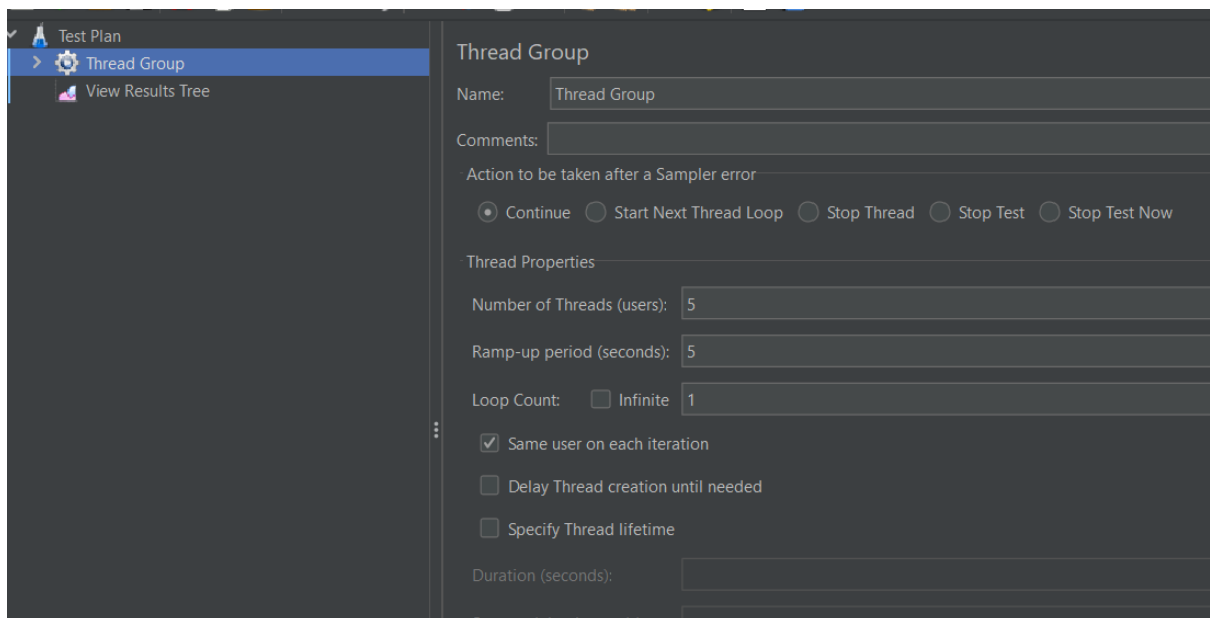 Test Plan
Thread Group
View Results Tree
Thread Group
Name: Thread Group
Comments:
Action to be taken after a Sampler error
Continue Start Next Thread Loop Stop Thread Stop Test Stop Test Now
Thread Properties
Number of Threads (users): 5
Ramp-up period (seconds): 5
Loop Count: Infinite 1
Same user on each iteration
Delay Thread creation until needed
Specify Thread lifetime
Duration (seconds):